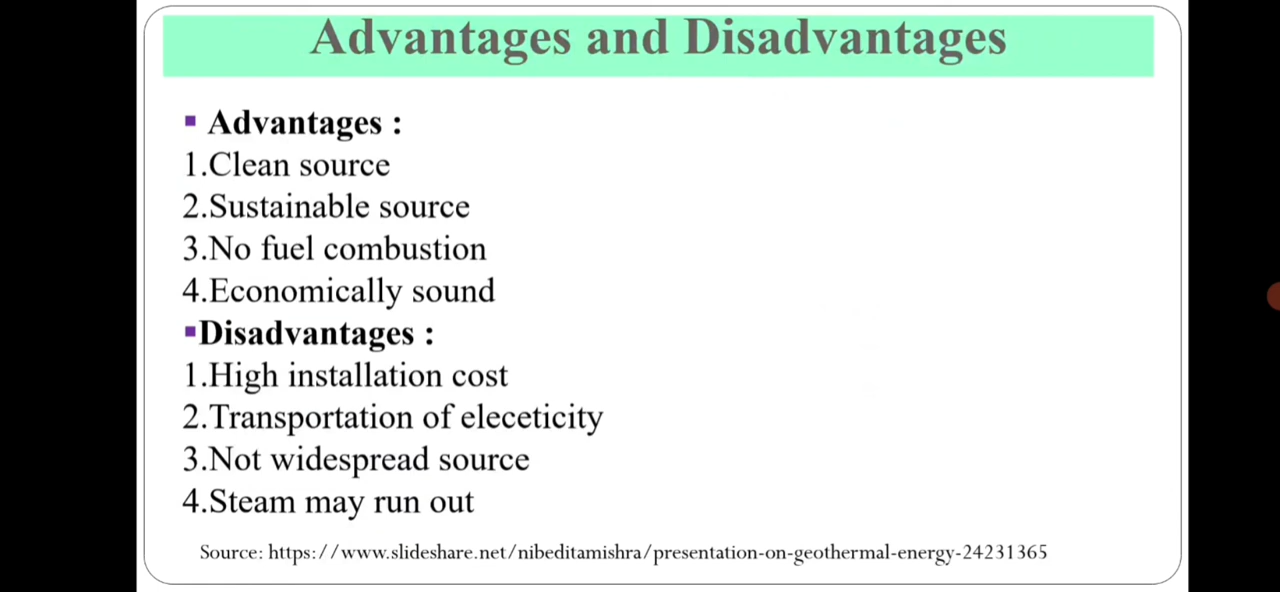 Advantages and Disadvantages
▪ Advantages :
1.Clean source
2.Sustainable source
3.No fuel combustion
4.Economically sound
▪Disadvantages :
1.High installation cost
2.Transportation of eleceticity
3.Not widespread source
4.Steam may run out
Source: https://www.slideshare.net/nibeditamishra/presentation-on-geothermal-energy-24231365